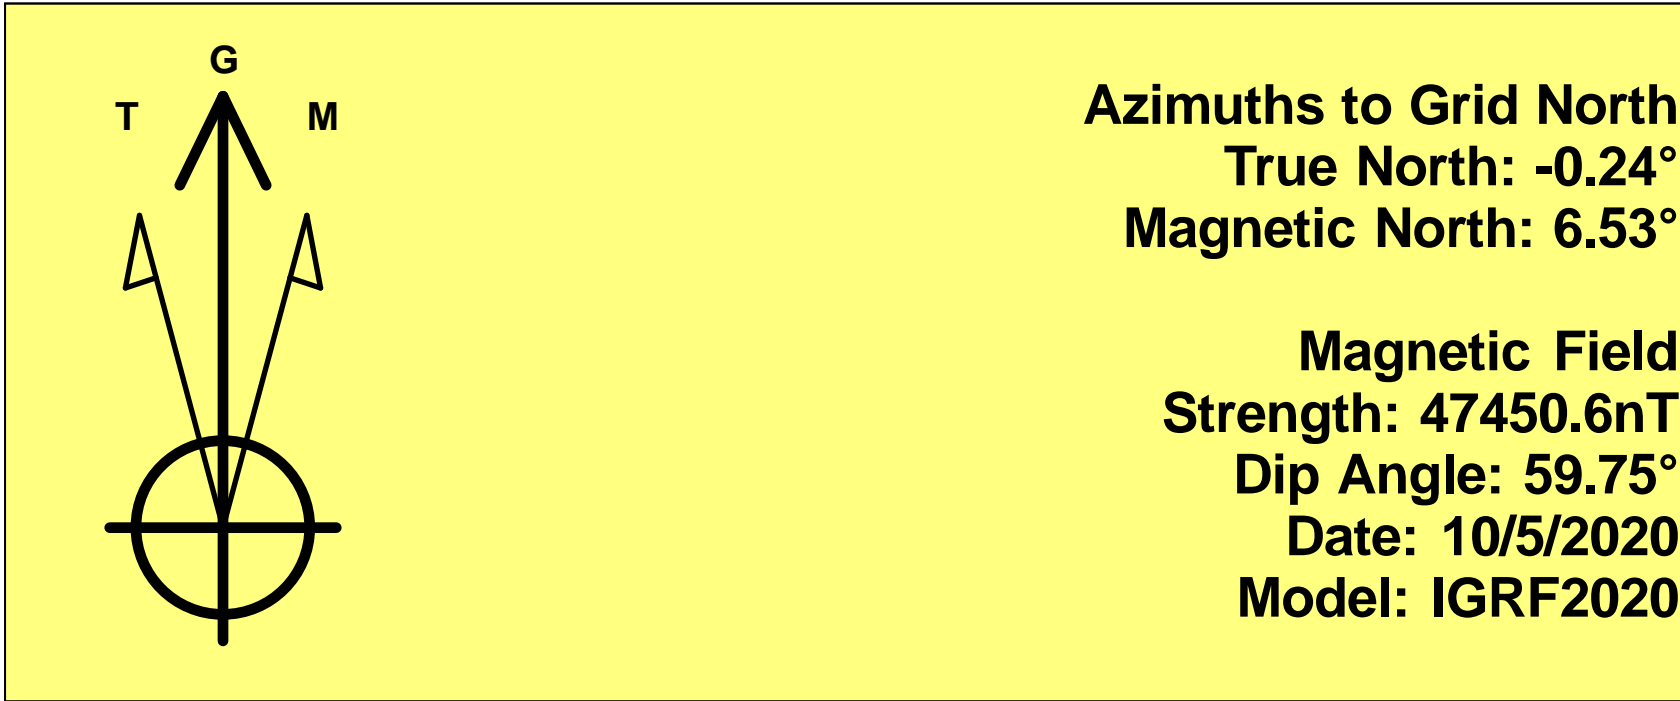 G
T
M
Azimuths to Grid North
True North: -0.24°
Magnetic North: 6.53°
Magnetic Field
Strength: 47450.6nT
Dip Angle: 59.75°
Date: 10/5/2020
Model: IGRF2020